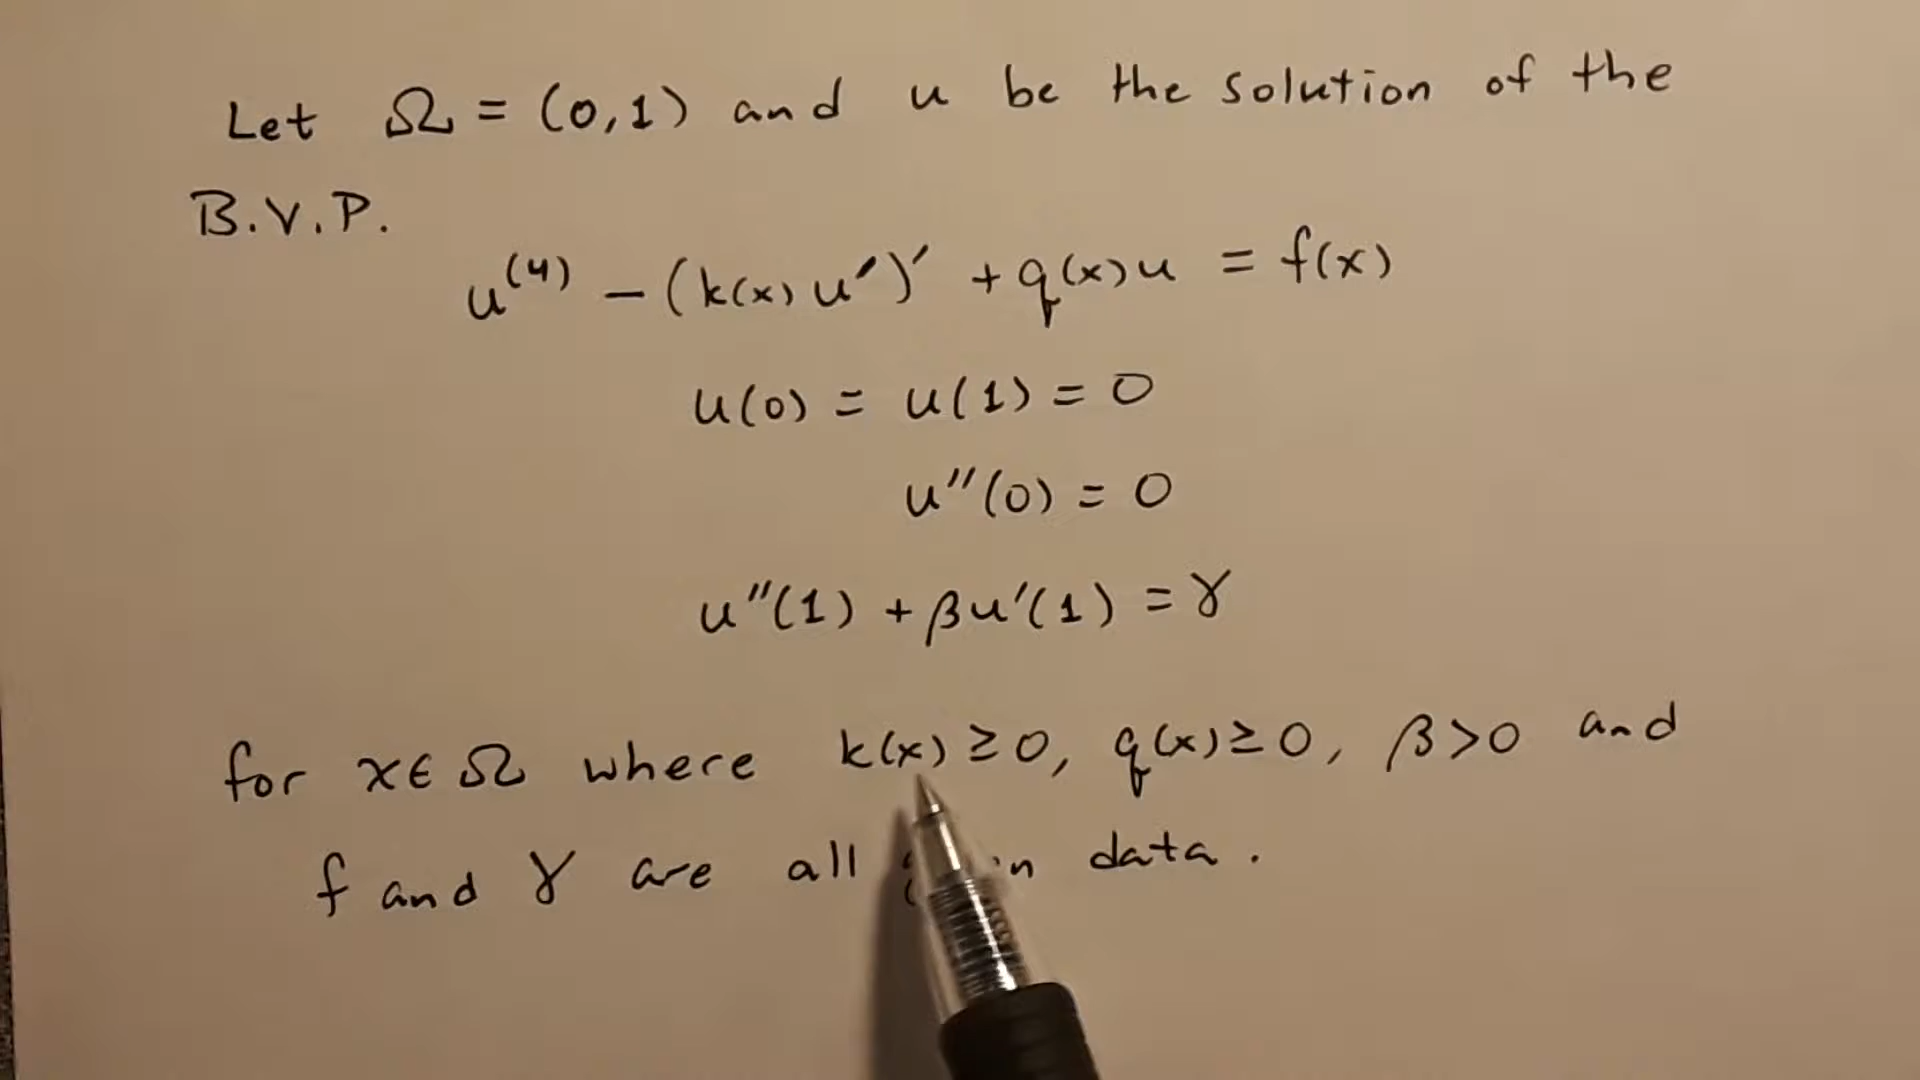 Let Ω = (0,1) and u be the solution of the
B.V.P.
u⁽⁴⁾ − (k(x) u′)′ + q(x)u = f(x)
u(0) = u(1) = 0
u″(0) = 0
u″(1) + βu′(1) = γ
for x∈Ω where k(x) ≥ 0, q(x) ≥ 0, β>0 and
f and γ are all data.